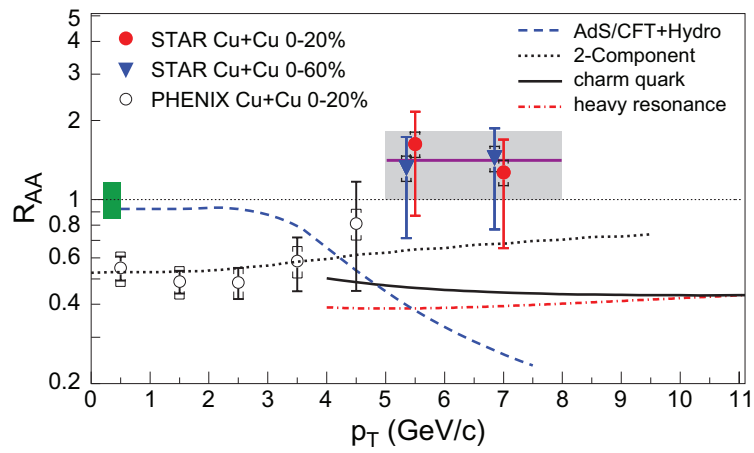 STAR Cu+Cu 0-20%
STAR Cu+Cu 0-60%
PHENIX Cu+Cu 0-20%
AdS/CFT+Hydro
2-Component
charm quark
heavy resonance
5
4
3
2
1
0.8
0.6
0.4
0.2
R_AA
0 1 2 3 4 5 6 7 8 9 10 11
p_T (GeV/c)